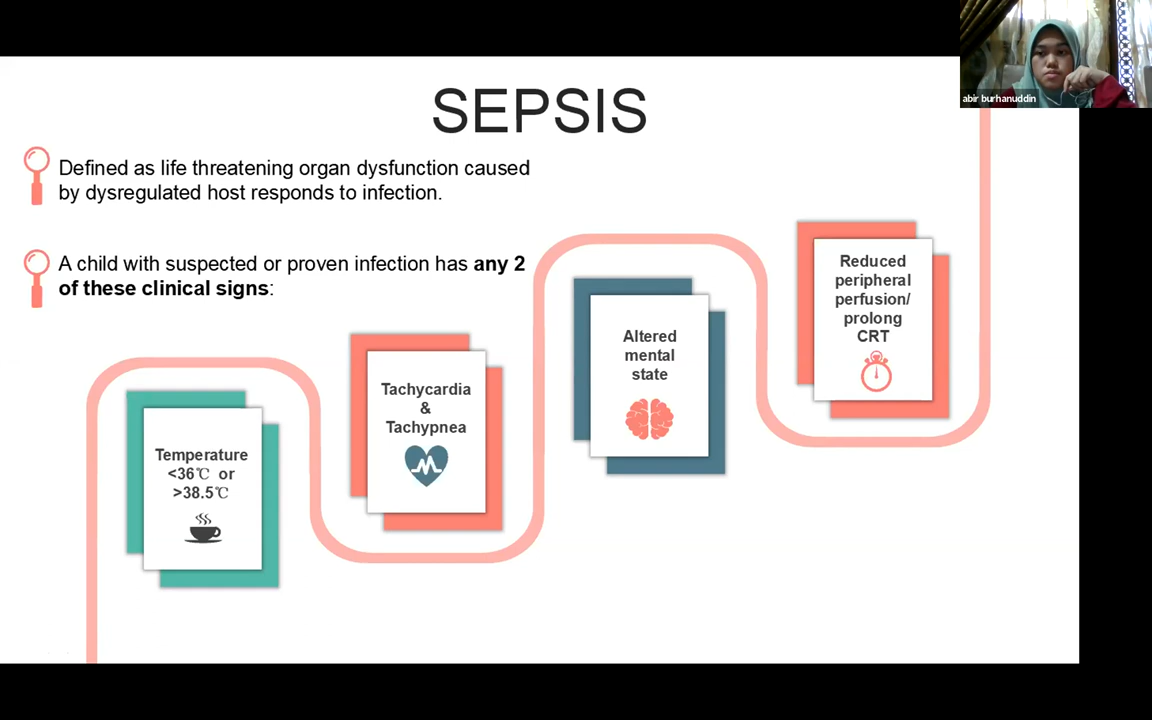 SEPSIS
abir burhanuddin
Defined as life threatening organ dysfunction caused
by dysregulated host responds to infection.
A child with suspected or proven infection has any 2
of these clinical signs:
Temperature
<36℃ or
>38.5℃
Tachycardia
&
Tachypnea
Altered
mental
state
Reduced
peripheral
perfusion/
prolong
CRT